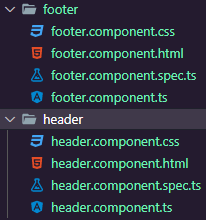 footer
footer.component.css
footer.component.html
footer.component.spec.ts
footer.component.ts
header
header.component.css
header.component.html
header.component.spec.ts
header.component.ts